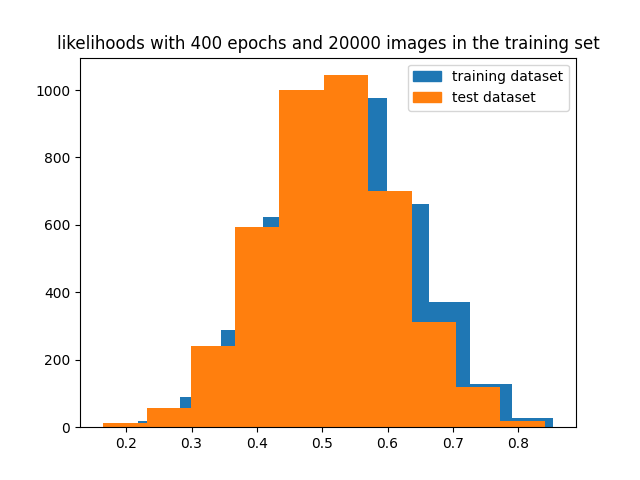 likelihoods with 400 epochs and 20000 images in the training set
training dataset
test dataset
1000
800
600
400
200
0
0.2 0.3 0.4 0.5 0.6 0.7 0.8